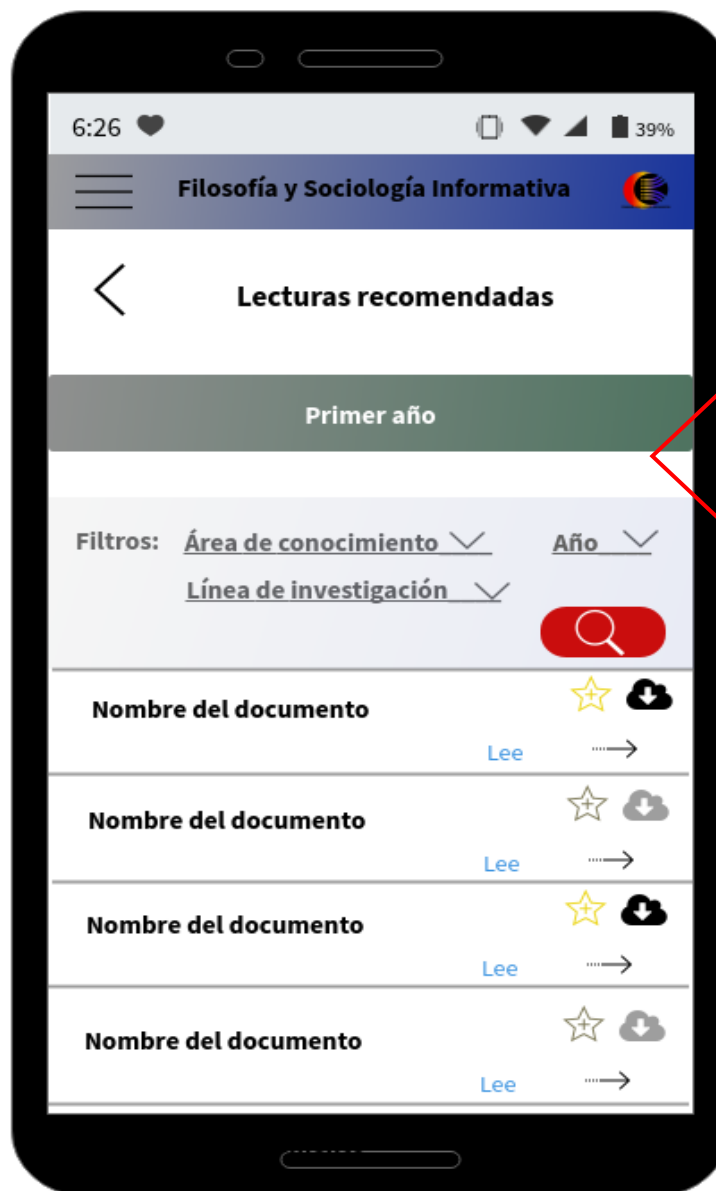 6:26 39%
Filosofía y Sociología Informativa
Lecturas recomendadas
Primer año
Filtros: Área de conocimiento Año
Línea de investigación
Nombre del documento
Lee
Nombre del documento
Lee
Nombre del documento
Lee
Nombre del documento
Lee